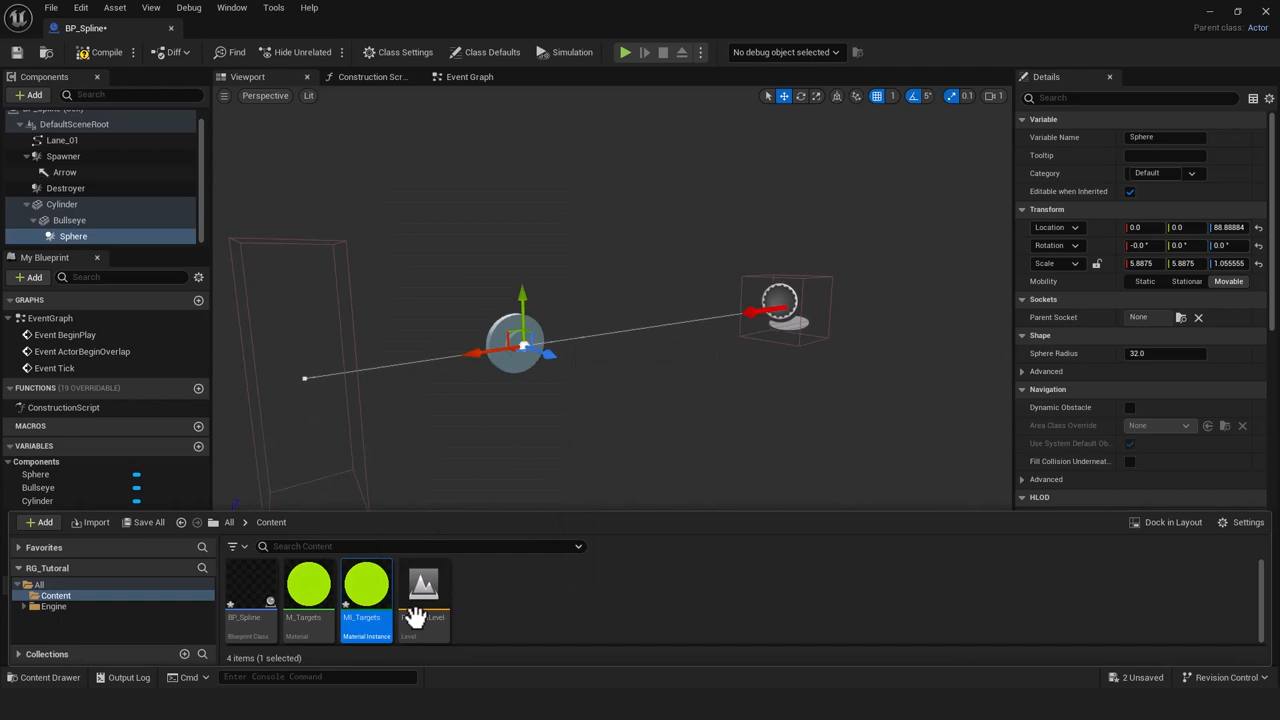 File Edit Asset View Debug Window Tools Help
BP_Spline• Parent class: Actor
Compile Diff Find Hide Unrelated Class Settings Class Defaults Simulation No debug object selected
Components Viewport Construction Scr... Event Graph Details
+ Add Search Perspective Lit 1 5° 0.1 1 Search
DefaultSceneRoot
Lane_01
Spawner
Arrow
Destroyer
Cylinder
Bullseye
Sphere
My Blueprint
+ Add Search
GRAPHS
EventGraph
Event BeginPlay
Event ActorBeginOverlap
Event Tick
FUNCTIONS (19 OVERRIDABLE)
ConstructionScript
MACROS
VARIABLES
Components
Sphere
Bullseye
Cylinder
Variable
Variable Name Sphere
Tooltip
Category Default
Editable when Inherited
Transform
Location 0.0 0.0 88.88884
Rotation -0.0 ° 0.0 ° 0.0 °
Scale 5.8875 5.8875 1.055555
Mobility Static Stationar Movable
Sockets
Parent Socket None
Shape
Sphere Radius 32.0
Advanced
Navigation
Dynamic Obstacle
Area Class Override None
Use System Default Ob...
Fill Collision Underneat...
Advanced
HLOD
+ Add Import Save All All Content Dock in Layout Settings
Favorites Search Content
RG_Tutoral
All
Content
Engine
Collections
BP_Spline M_Targets MI_Targets
Blueprint Class Material Material Instance Level
4 items (1 selected)
Content Drawer Output Log Cmd Enter Console Command 2 Unsaved Revision Control